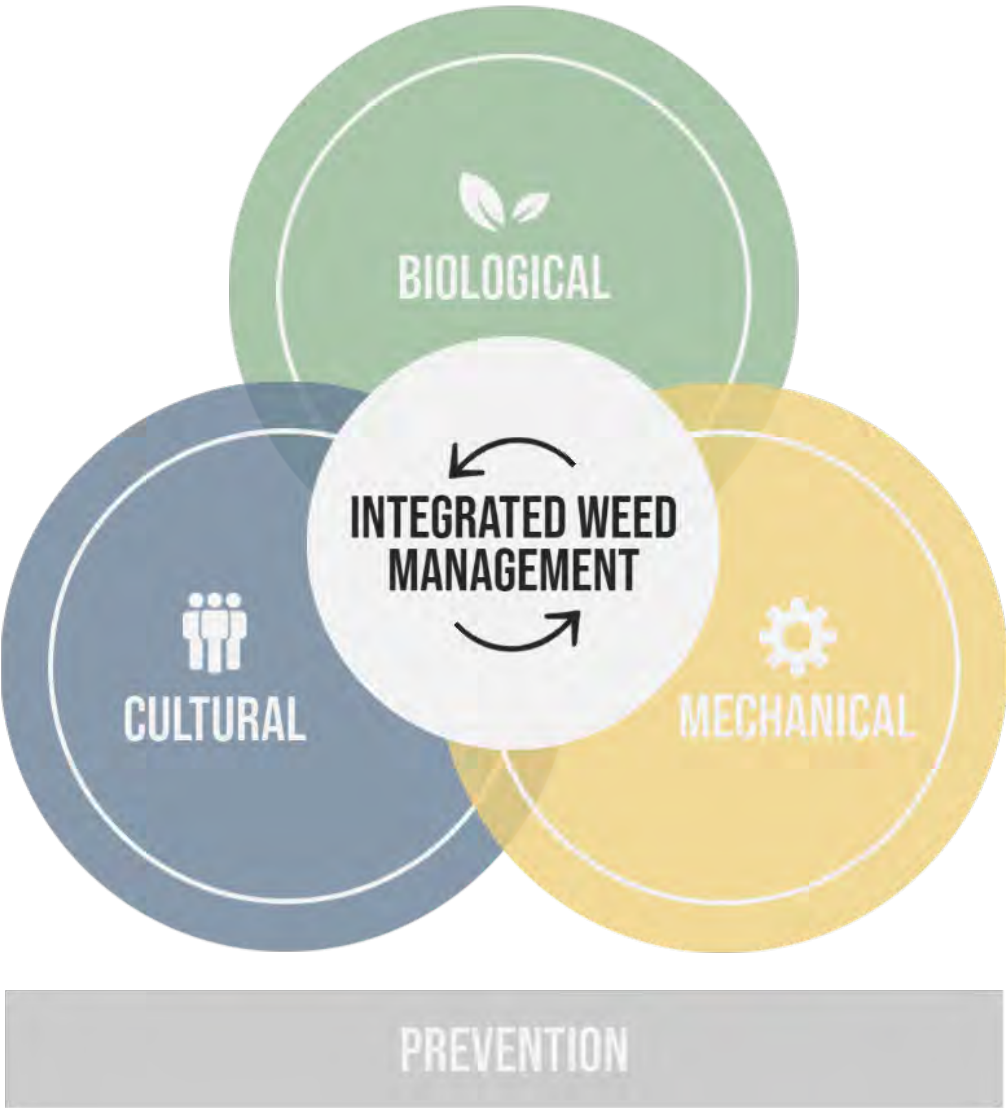 BIOLOGICAL
INTEGRATED WEED
MANAGEMENT
CULTURAL
MECHANICAL
PREVENTION